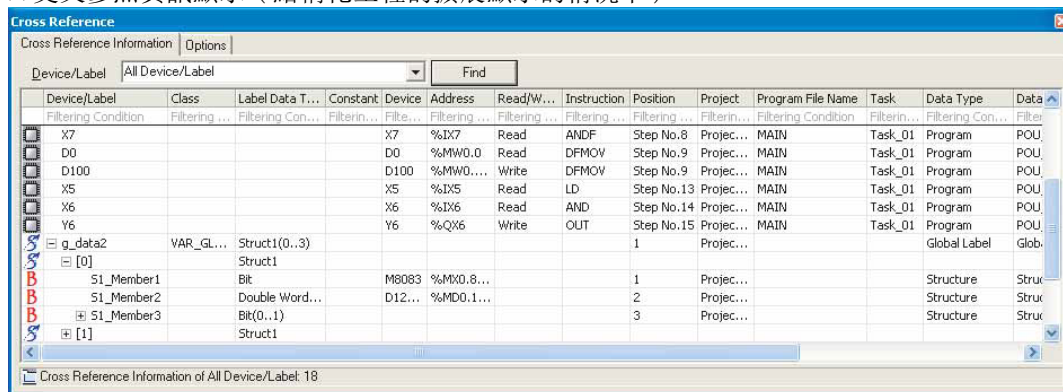 Cross Reference
Cross Reference Information Options
Device/Label All Device/Label Find
Device/Label Class Label Data T... Constant Device Address Read/W... Instruction Position Project Program File Name Task Data Type Data
Filtering Condition Filtering ... Filtering Con... Filterin... Filte... Filtering ... Filtering ... Filtering ... Filtering ... Filterin... Filtering Condition Filterin... Filtering Con... Filter
X7 X7 %IX7 Read ANDF Step No.8 Projec... MAIN Task_01 Program POU_
D0 D0 %MW0.0 Read DFMOV Step No.9 Projec... MAIN Task_01 Program POU_
D100 D100 %MW0.... Write DFMOV Step No.9 Projec... MAIN Task_01 Program POU_
X5 X5 %IX5 Read LD Step No.13 Projec... MAIN Task_01 Program POU_
X6 X6 %IX6 Read AND Step No.14 Projec... MAIN Task_01 Program POU_
Y6 Y6 %QX6 Write OUT Step No.15 Projec... MAIN Task_01 Program POU_
g_data2 VAR_GL... Struct1(0..3) 1 Projec... Global Label Glob
[0] Struct1
S1_Member1 Bit M8083 %MX0.8... 1 Projec... Structure Struc
S1_Member2 Double Word... D12... %MD0.1... 2 Projec... Structure Struc
S1_Member3 Bit(0..1) 3 Projec... Structure Struc
[1] Struct1
Cross Reference Information of All Device/Label: 18